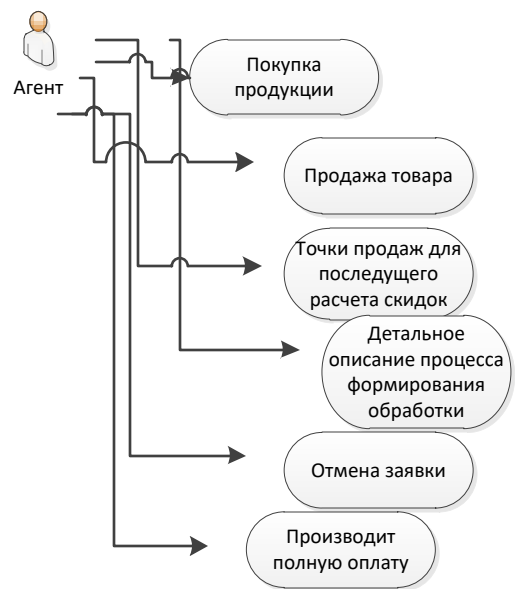 Агент
Покупка
продукции
Продажа товара
Точки продаж для
последущего
расчета скидок
Детальное
описание процесса
формирования
обработки
Отмена заявки
Производит
полную оплату